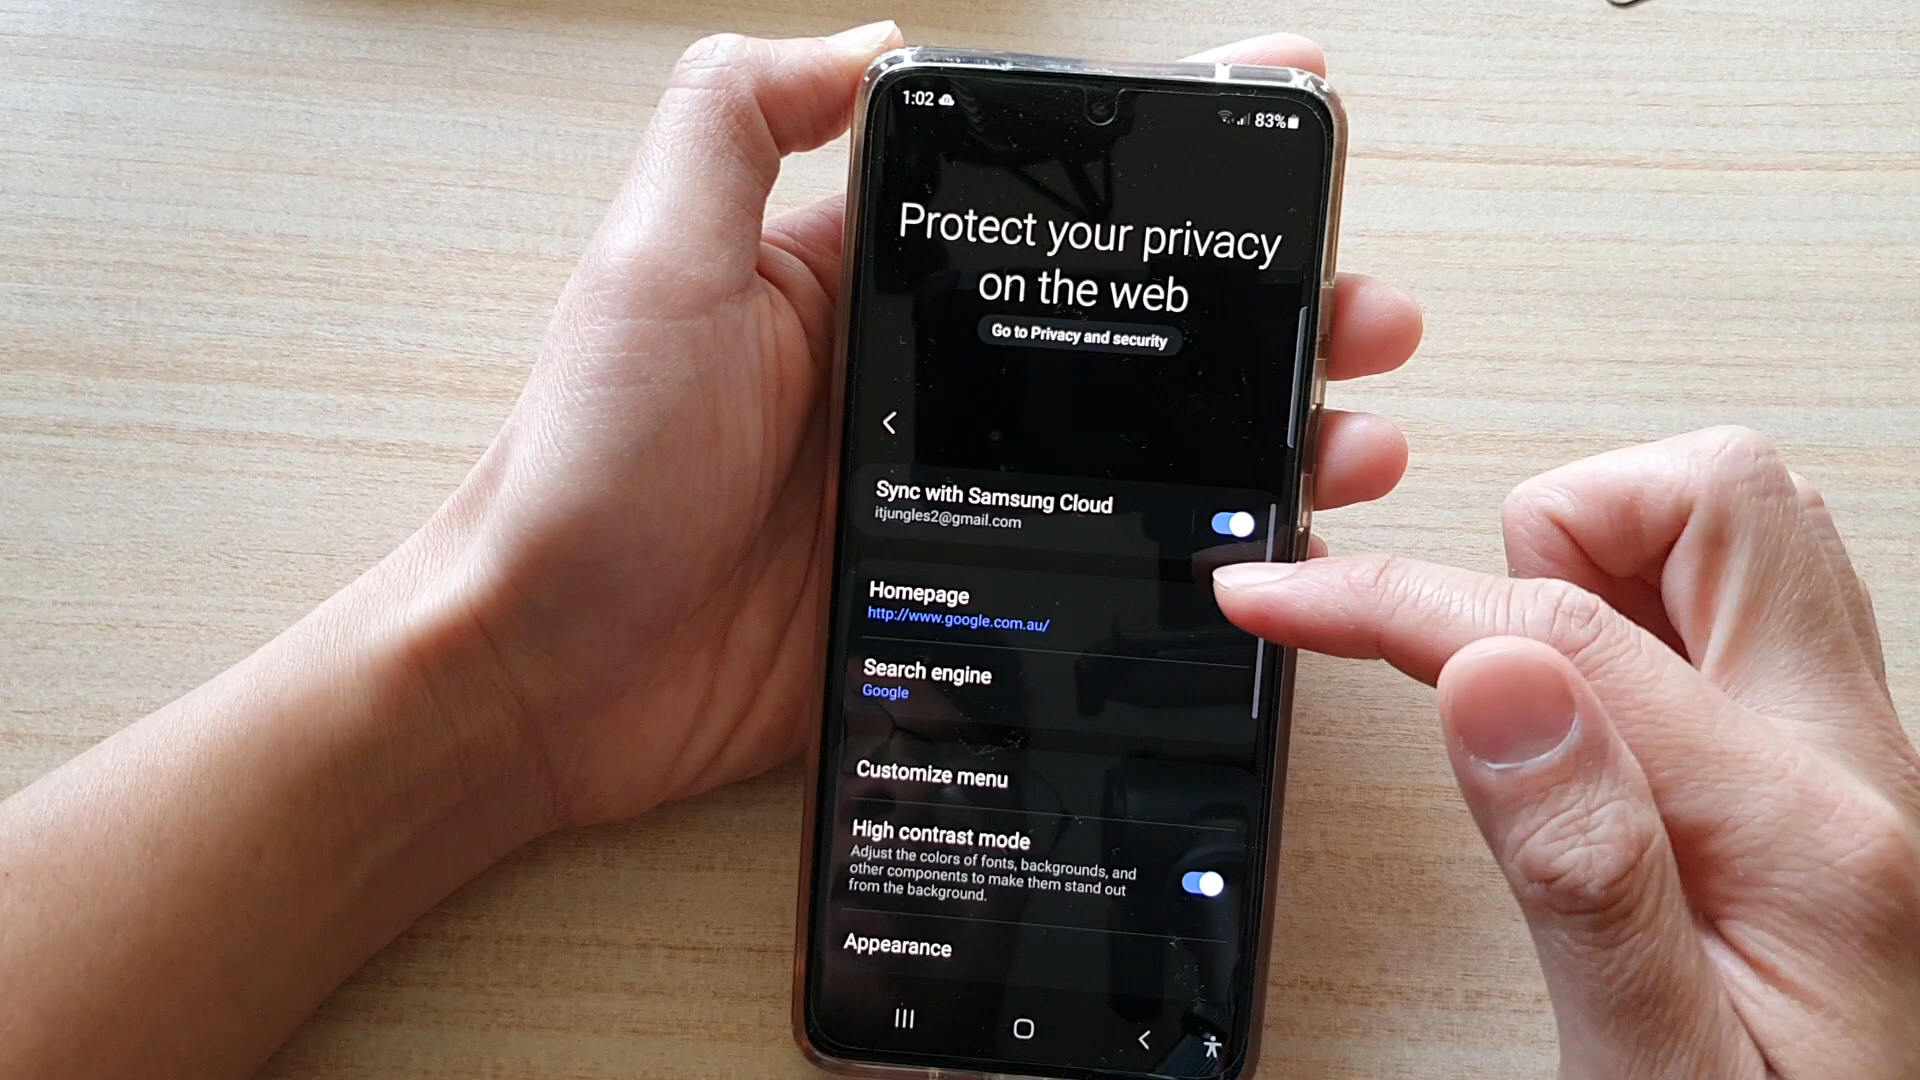 1:02
83%
Protect your privacy
on the web
Go to Privacy and security
Sync with Samsung Cloud
itjungles2@gmail.com
Homepage
http://www.google.com.au/
Search engine
Google
Customize menu
High contrast mode
Adjust the colors of fonts, backgrounds, and
other components to make them stand out
from the background.
Appearance